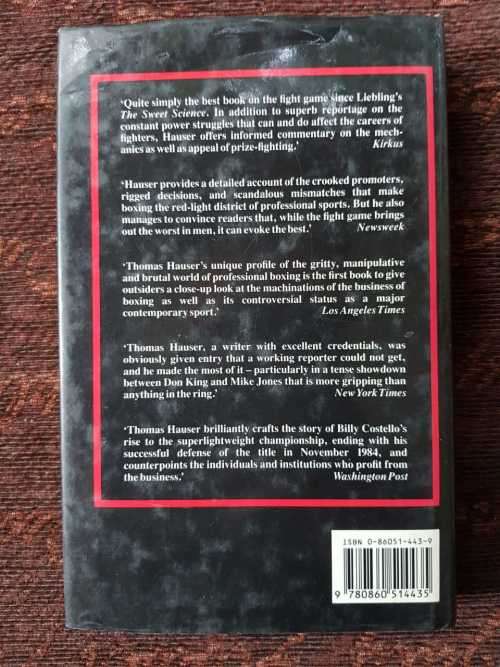 ‘Quite simply the best book on the fight game since Liebling's
The Sweet Science. In addition to superb reportage on the
constant power struggles that can and do affect the careers of
fighters, Hauser offers informed commentary on the mech-
anics as well as appeal of prize-fighting.’ Kirkus
‘Hauser provides a detailed account of the crooked promoters,
rigged decisions, and scandalous mismatches that make
boxing the red-light district of professional sports. But he also
manages to convince readers that, while the fight game brings
out the worst in men, it can evoke the best.’ Newsweek
‘Thomas Hauser's unique profile of the gritty, manipulative
and brutal world of professional boxing is the first book to give
outsiders a close-up look at the machinations of the business of
boxing as well as its controversial status as a major
contemporary sport.’ Los Angeles Times
‘Thomas Hauser, a writer with excellent credentials, was
obviously given entry that a working reporter could not get,
and he made the most of it – particularly in a tense showdown
between Don King and Mike Jones that is more gripping than
anything in the ring.’ New York Times
‘Thomas Hauser brilliantly crafts the story of Billy Costello's
rise to the superlightweight championship, ending with his
successful defense of the title in November 1984, and
counterpoints the individuals and institutions who profit from
the business.’ Washington Post
ISBN 0-86051-443-9
9 780860 514435